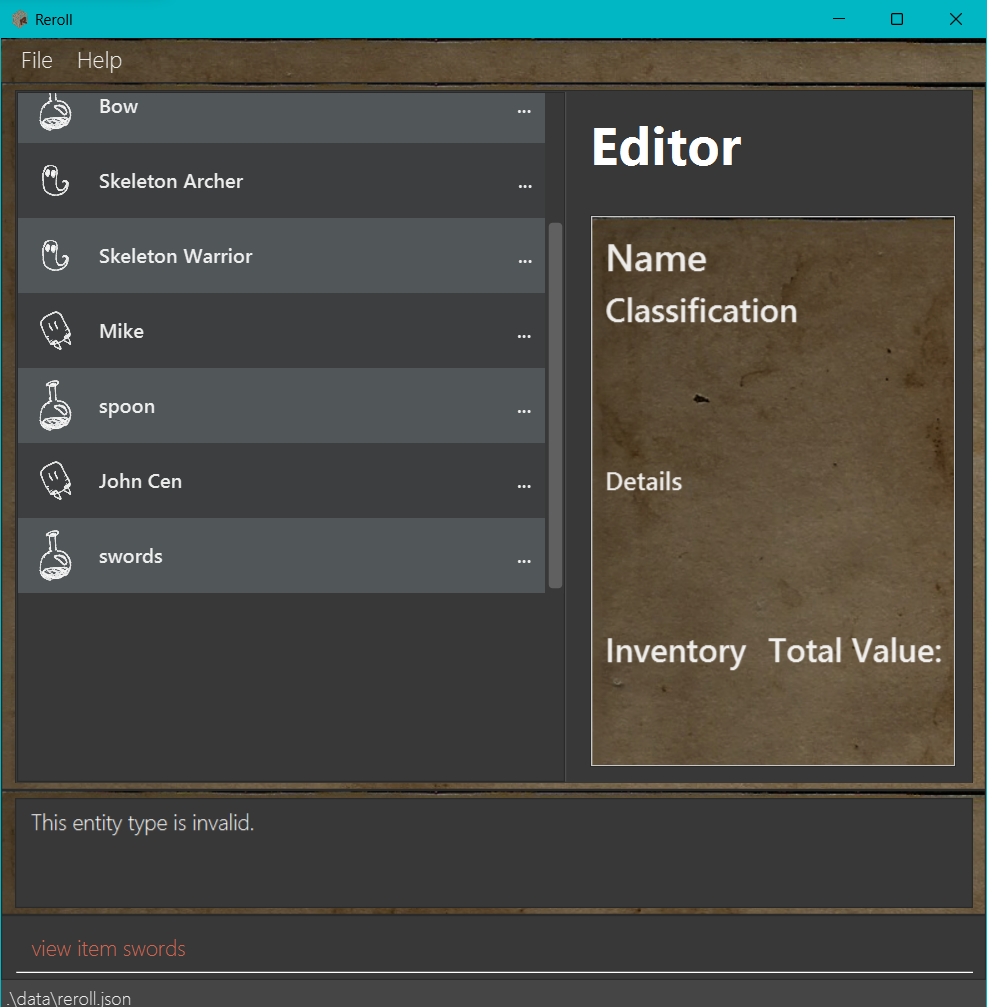 Reroll
File Help
Bow ...
Skeleton Archer ...
Skeleton Warrior ...
Mike ...
spoon ...
John Cen ...
swords ...
Editor
Name
Classification
Details
Inventory Total Value:
This entity type is invalid.
view item swords
.\data\reroll.json